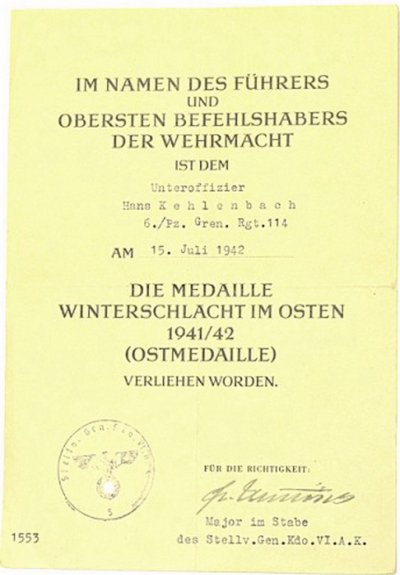 IM NAMEN DES FÜHRERS
UND
OBERSTEN BEFEHLSHABERS
DER WEHRMACHT
IST DEM
Unteroffizier
Hans Kehlenbach
6./Pz. Gren. Rgt.114
AM 15. Juli 1942
DIE MEDAILLE
WINTERSCHLACHT IM OSTEN
1941/42
(OSTMEDAILLE)
VERLIEHEN WORDEN.
FÜR DIE RICHTIGKEIT:
Major im Stabe
des Stellv.Gen.Kdo.VI.A.K.
1553